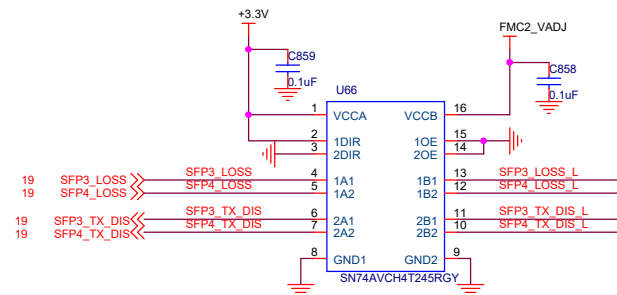 +3.3V
FMC2_VADJ
C859
0.1uF
C858
0.1uF
U66
1 VCCA VCCB 16
2 1DIR 1OE 15
3 2DIR 2OE 14
19 SFP3_LOSS SFP3_LOSS 4 1A1 1B1 13 SFP3_LOSS_L
19 SFP4_LOSS SFP4_LOSS 5 1A2 1B2 12 SFP4_LOSS_L
19 SFP3_TX_DIS SFP3_TX_DIS 6 2A1 2B1 11 SFP3_TX_DIS_L
19 SFP4_TX_DIS SFP4_TX_DIS 7 2A2 2B2 10 SFP4_TX_DIS_L
8 GND1 GND2 9
SN74AVCH4T245RGY